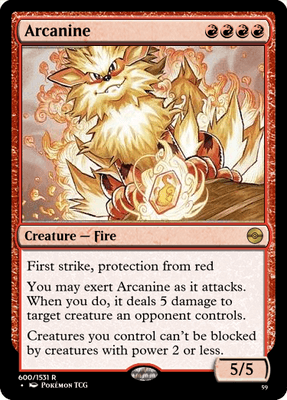 Arcanine
Creature — Fire
First strike, protection from red
You may exert Arcanine as it attacks.
When you do, it deals 5 damage to
target creature an opponent controls.
Creatures you control can't be blocked
by creatures with power 2 or less.
5/5
600/1531 R
• Pokémon TCG
59